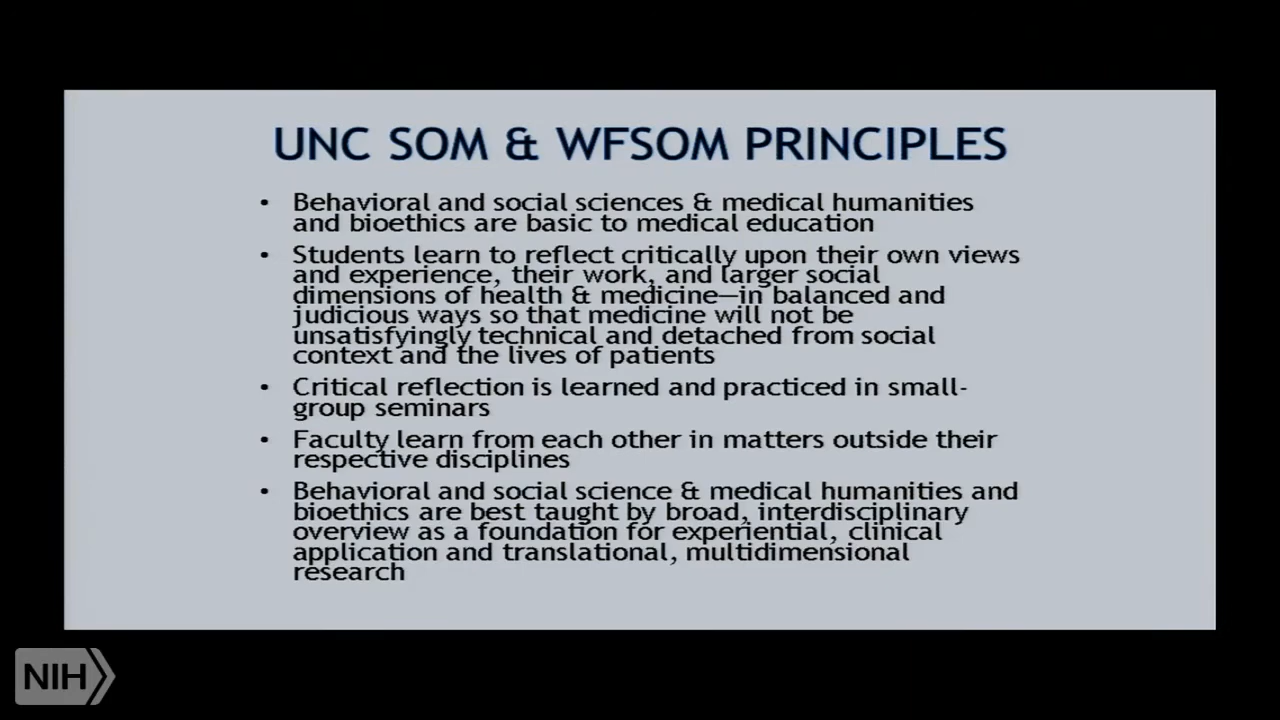 UNC SOM & WFSOM PRINCIPLES
• Behavioral and social sciences & medical humanities
and bioethics are basic to medical education
• Students learn to reflect critically upon their own views
and experience, their work, and larger social
dimensions of health & medicine—in balanced and
judicious ways so that medicine will not be
unsatisfyingly technical and detached from social
context and the lives of patients
• Critical reflection is learned and practiced in small-
group seminars
• Faculty learn from each other in matters outside their
respective disciplines
• Behavioral and social science & medical humanities and
bioethics are best taught by broad, interdisciplinary
overview as a foundation for experiential, clinical
application and translational, multidimensional
research
NIH